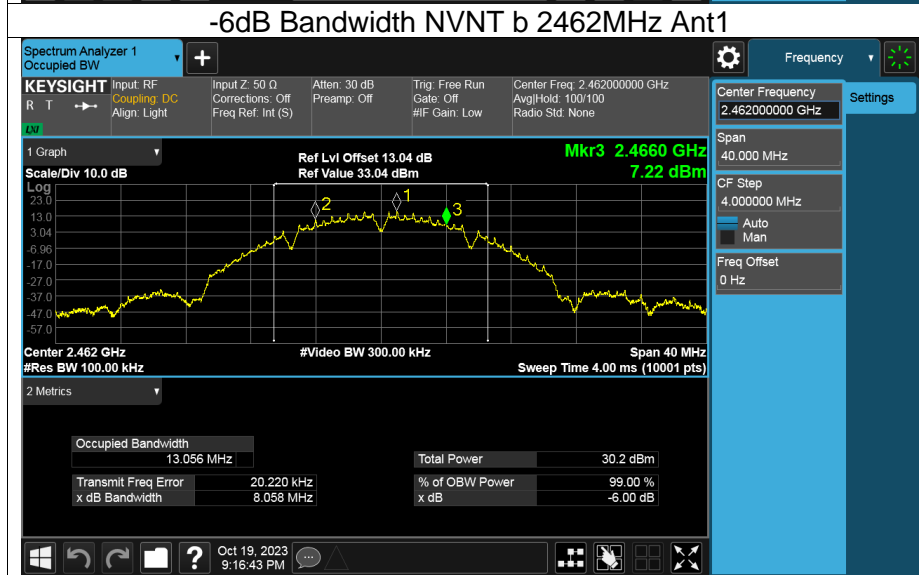 -6dB Bandwidth NVNT b 2462MHz Ant1
Spectrum Analyzer 1
Occupied BW
+
Frequency
KEYSIGHT
R T
LXI
Input: RF
Coupling: DC
Align: Light
Input Z: 50 Ω
Corrections: Off
Freq Ref: Int (S)
Atten: 30 dB
Preamp: Off
Trig: Free Run
Gate: Off
#IF Gain: Low
Center Freq: 2.462000000 GHz
Avg|Hold: 100/100
Radio Std: None
Center Frequency
2.462000000 GHz
Settings
Span
40.000 MHz
CF Step
4.000000 MHz
Auto
Man
Freq Offset
0 Hz
1 Graph
Scale/Div 10.0 dB
Ref Lvl Offset 13.04 dB
Ref Value 33.04 dBm
Mkr3 2.4660 GHz
7.22 dBm
Log
23.0
13.0
3.04
-6.96
-17.0
-27.0
-37.0
-47.0
-57.0
2
1
3
Center 2.462 GHz
#Res BW 100.00 kHz
#Video BW 300.00 kHz
Span 40 MHz
Sweep Time 4.00 ms (10001 pts)
2 Metrics
Occupied Bandwidth
13.056 MHz
Transmit Freq Error 20.220 kHz
x dB Bandwidth 8.058 MHz
Total Power 30.2 dBm
% of OBW Power 99.00 %
x dB -6.00 dB
?
Oct 19, 2023
9:16:43 PM